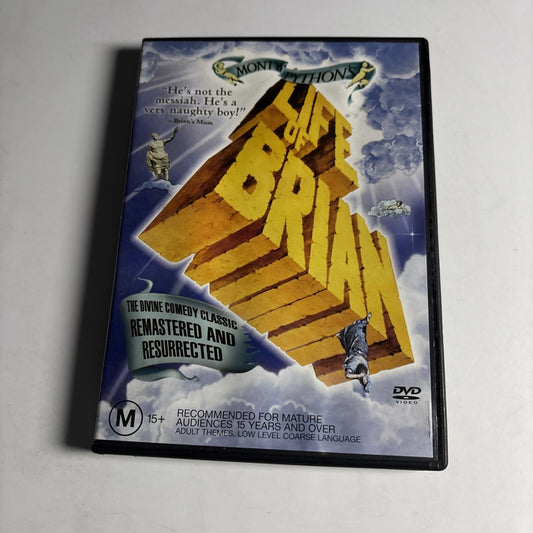 MONTY PYTHON'S
"He's not the
messiah. He's a
very naughty boy!"
- Brian's Mum
LIFE
OF
BRIAN
THE DIVINE COMEDY CLASSIC
REMASTERED AND
RESURRECTED
DVD
VIDEO
M 15+
RECOMMENDED FOR MATURE
AUDIENCES 15 YEARS AND OVER
ADULT THEMES, LOW LEVEL COARSE LANGUAGE